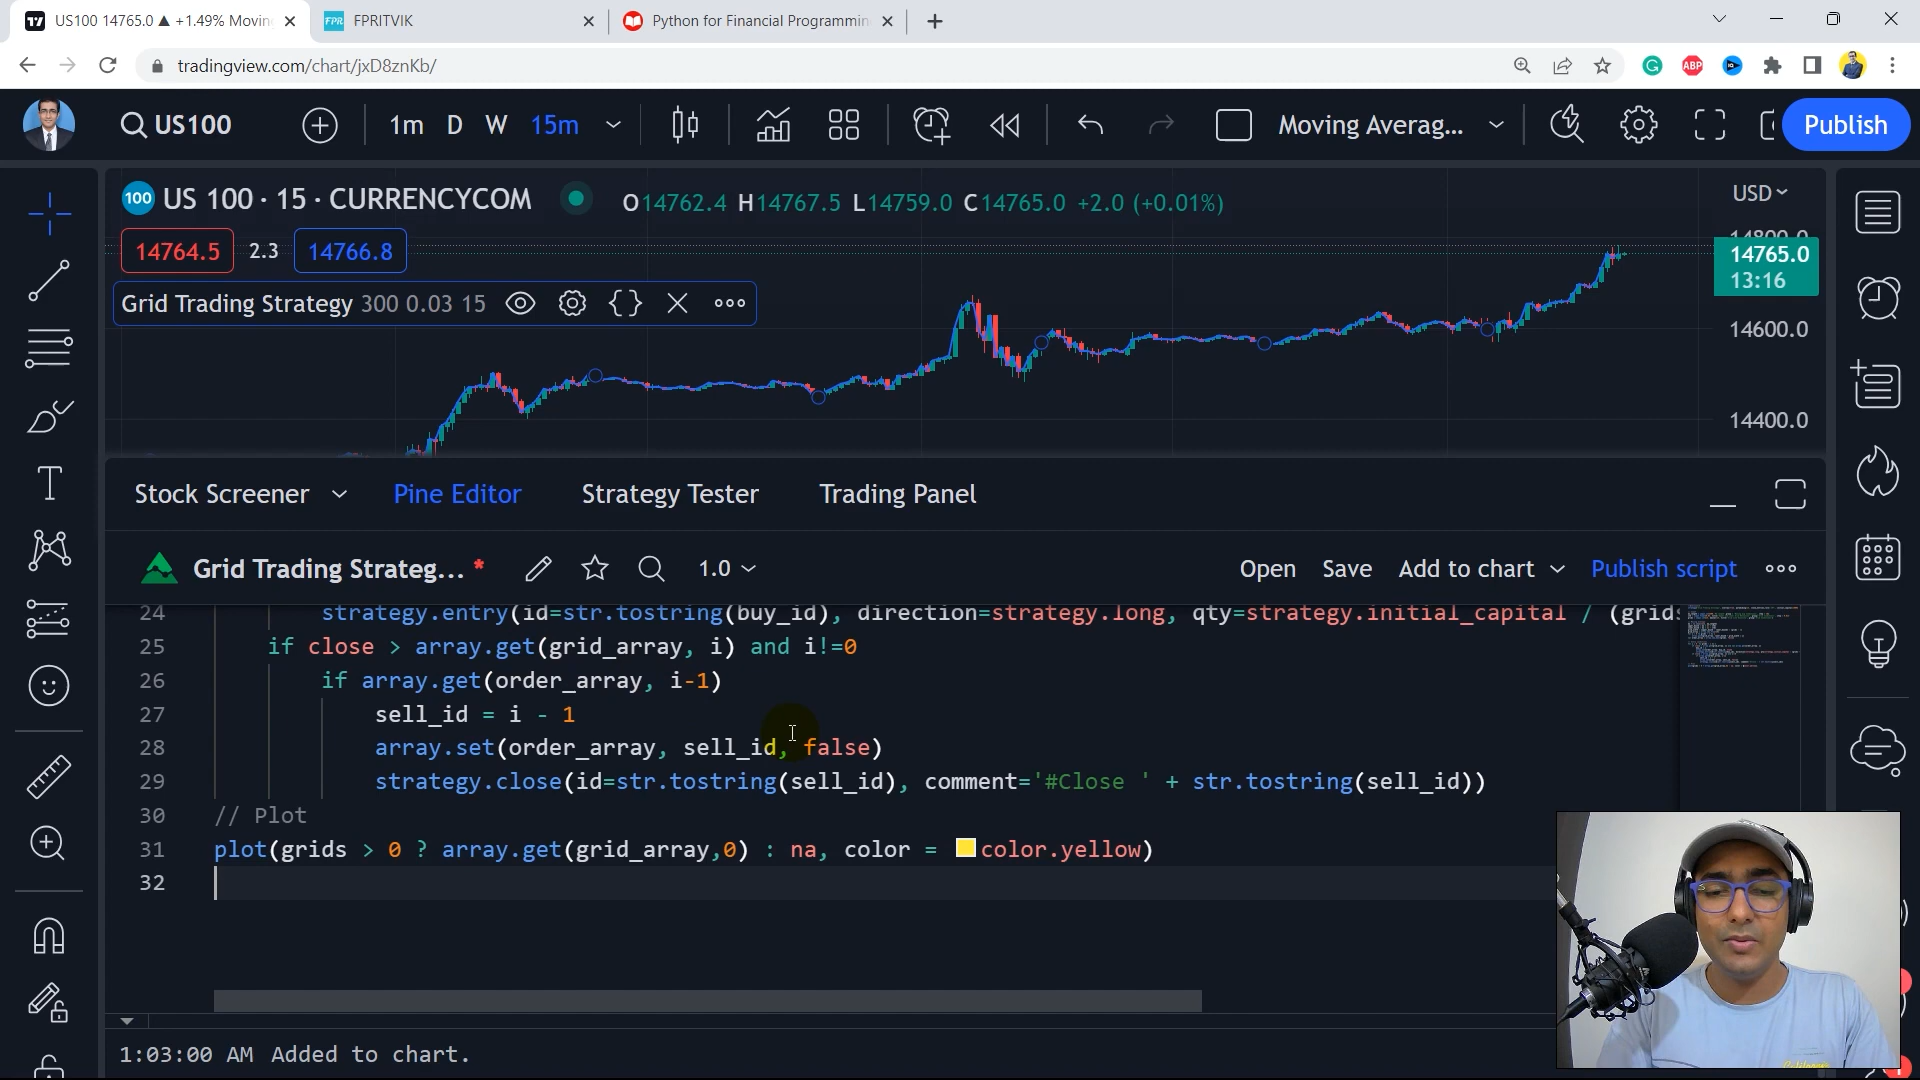 US100 14765.0 ▲ +1.49% Movin
FPR FPRITVIK
Python for Financial Programmin
tradingview.com/chart/jxD8znKb/
ABP
US100 1m D W 15m Moving Averag... Publish
100 US 100 · 15 · CURRENCYCOM O14762.4 H14767.5 L14759.0 C14765.0 +2.0 (+0.01%)
USD
14764.5 2.3 14766.8
Grid Trading Strategy 300 0.03 15
14800.0
14765.0
13:16
14600.0
14400.0
Stock Screener Pine Editor Strategy Tester Trading Panel
Grid Trading Strateg... * 1.0 Open Save Add to chart Publish script
24 strategy.entry(id=str.tostring(buy_id), direction=strategy.long, qty=strategy.initial_capital / (grids
25 if close > array.get(grid_array, i) and i!=0
26 if array.get(order_array, i-1)
27 sell_id = i - 1
28 array.set(order_array, sell_id, false)
29 strategy.close(id=str.tostring(sell_id), comment='#Close ' + str.tostring(sell_id))
30 // Plot
31 plot(grids > 0 ? array.get(grid_array,0) : na, color = color.yellow)
32
1:03:00 AM Added to chart.